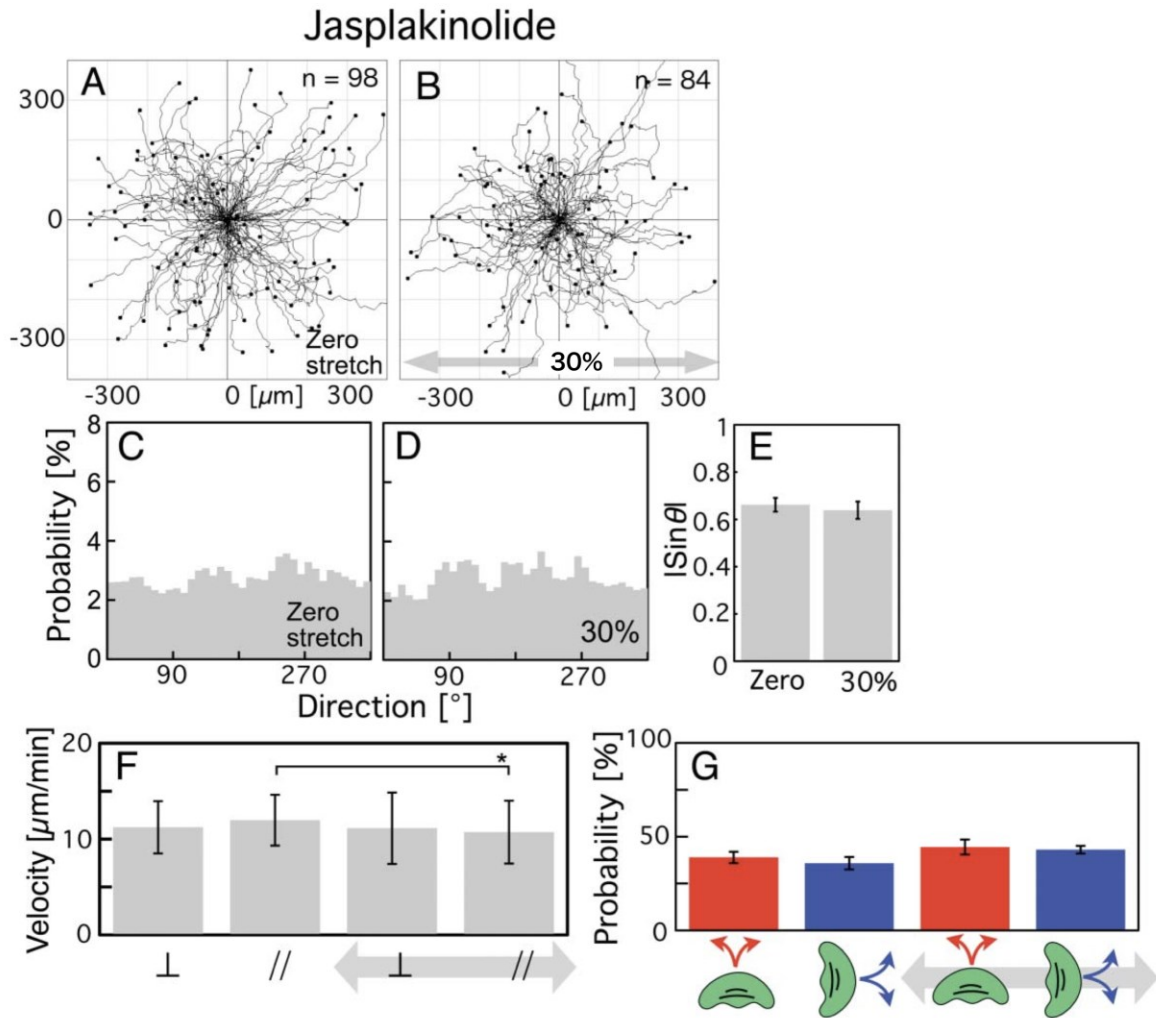 Jasplakinolide
A
n = 98
B
n = 84
300
0
-300
Zero
stretch
30%
-300
0 [μm]
300
-300
0 [μm]
300
Probability [%]
8
6
4
2
0
C
Zero
stretch
90
270
D
30%
90
270
Direction [°]
|Sinθ|
1
0.8
0.6
0.4
0.2
0
E
Zero
30%
Velocity [μm/min]
20
10
0
F
*
⊥
//
⊥
//
Probability [%]
100
50
0
G